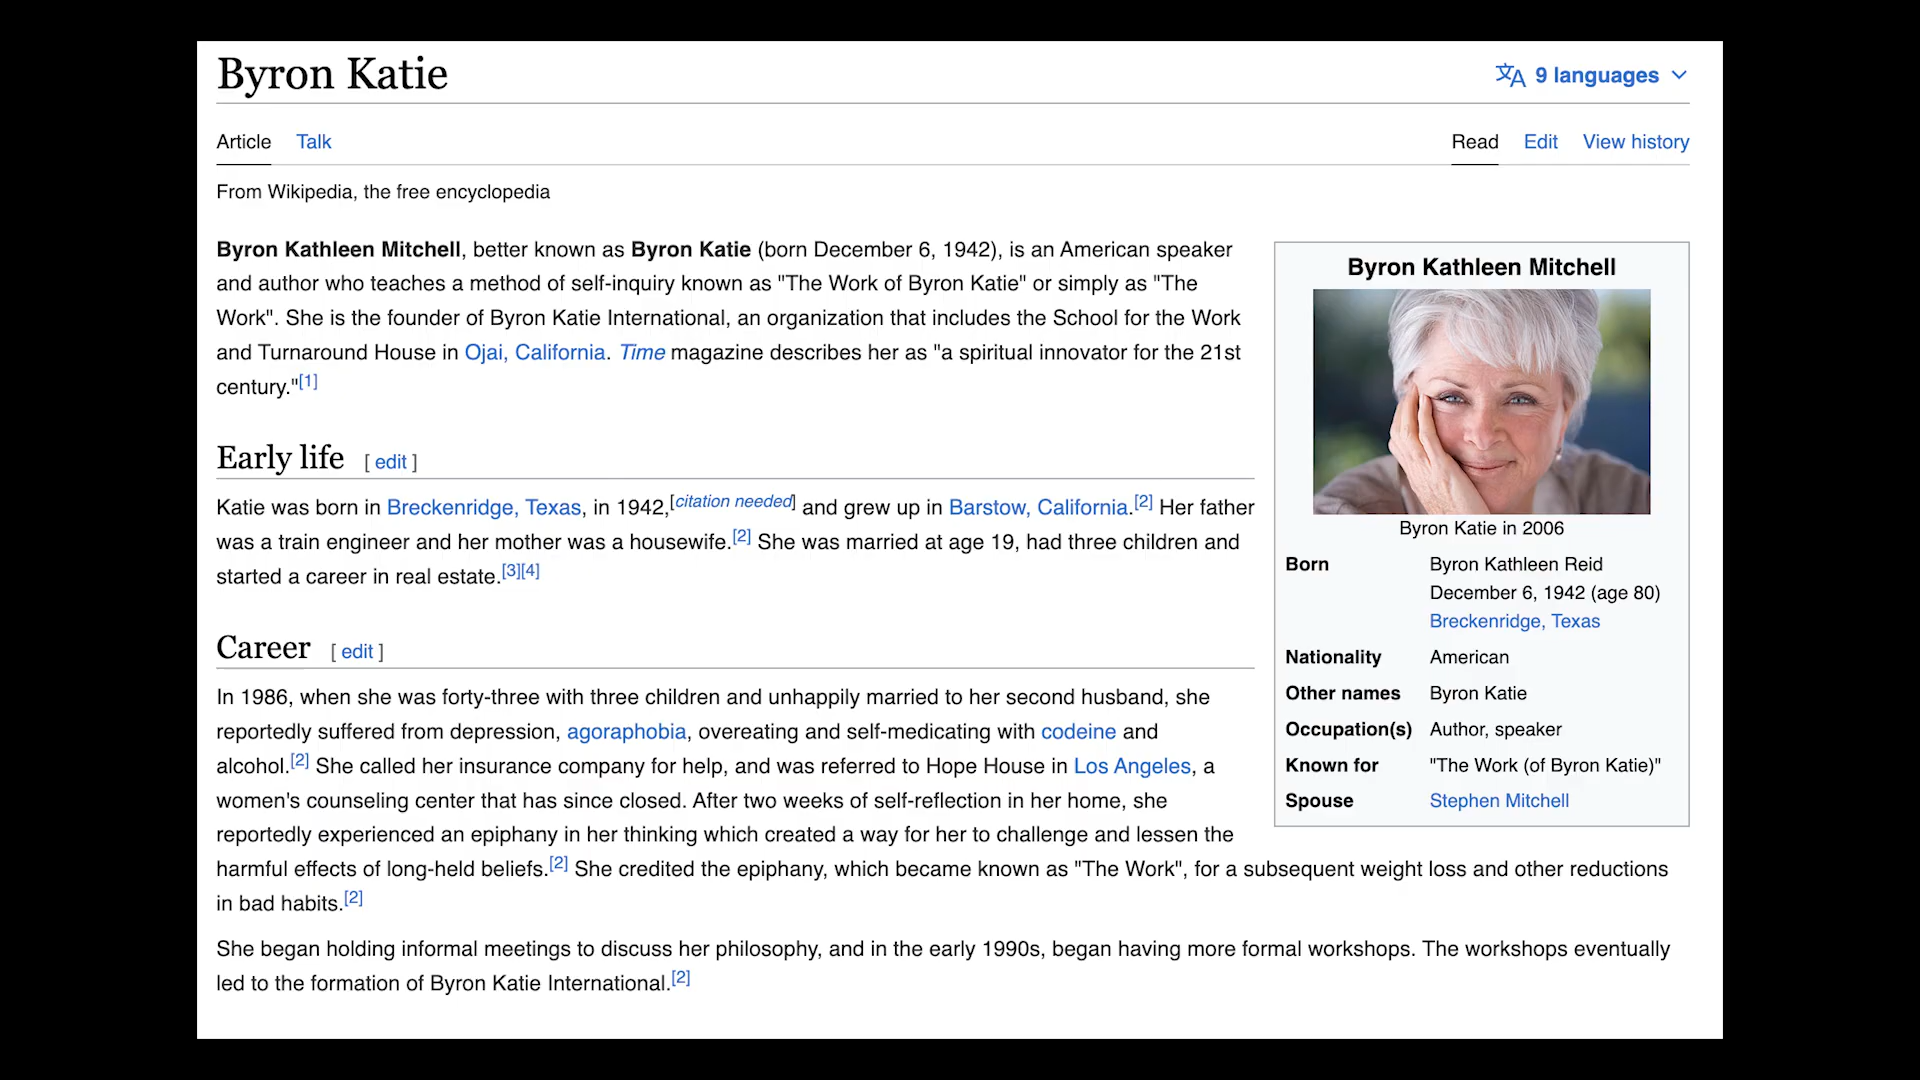 Byron Katie
9 languages
Article Talk
Read Edit View history
From Wikipedia, the free encyclopedia
Byron Kathleen Mitchell, better known as Byron Katie (born December 6, 1942), is an American speaker
and author who teaches a method of self-inquiry known as "The Work of Byron Katie" or simply as "The
Work". She is the founder of Byron Katie International, an organization that includes the School for the Work
and Turnaround House in Ojai, California. Time magazine describes her as "a spiritual innovator for the 21st
century."[1]
Early life [ edit ]
Katie was born in Breckenridge, Texas, in 1942,[citation needed] and grew up in Barstow, California.[2] Her father
was a train engineer and her mother was a housewife.[2] She was married at age 19, had three children and
started a career in real estate.[3][4]
Career [ edit ]
In 1986, when she was forty-three with three children and unhappily married to her second husband, she
reportedly suffered from depression, agoraphobia, overeating and self-medicating with codeine and
alcohol.[2] She called her insurance company for help, and was referred to Hope House in Los Angeles, a
women's counseling center that has since closed. After two weeks of self-reflection in her home, she
reportedly experienced an epiphany in her thinking which created a way for her to challenge and lessen the
harmful effects of long-held beliefs.[2] She credited the epiphany, which became known as "The Work", for a subsequent weight loss and other reductions
in bad habits.[2]
She began holding informal meetings to discuss her philosophy, and in the early 1990s, began having more formal workshops. The workshops eventually
led to the formation of Byron Katie International.[2]
Byron Kathleen Mitchell
Byron Katie in 2006
Born Byron Kathleen Reid
December 6, 1942 (age 80)
Breckenridge, Texas
Nationality American
Other names Byron Katie
Occupation(s) Author, speaker
Known for "The Work (of Byron Katie)"
Spouse Stephen Mitchell